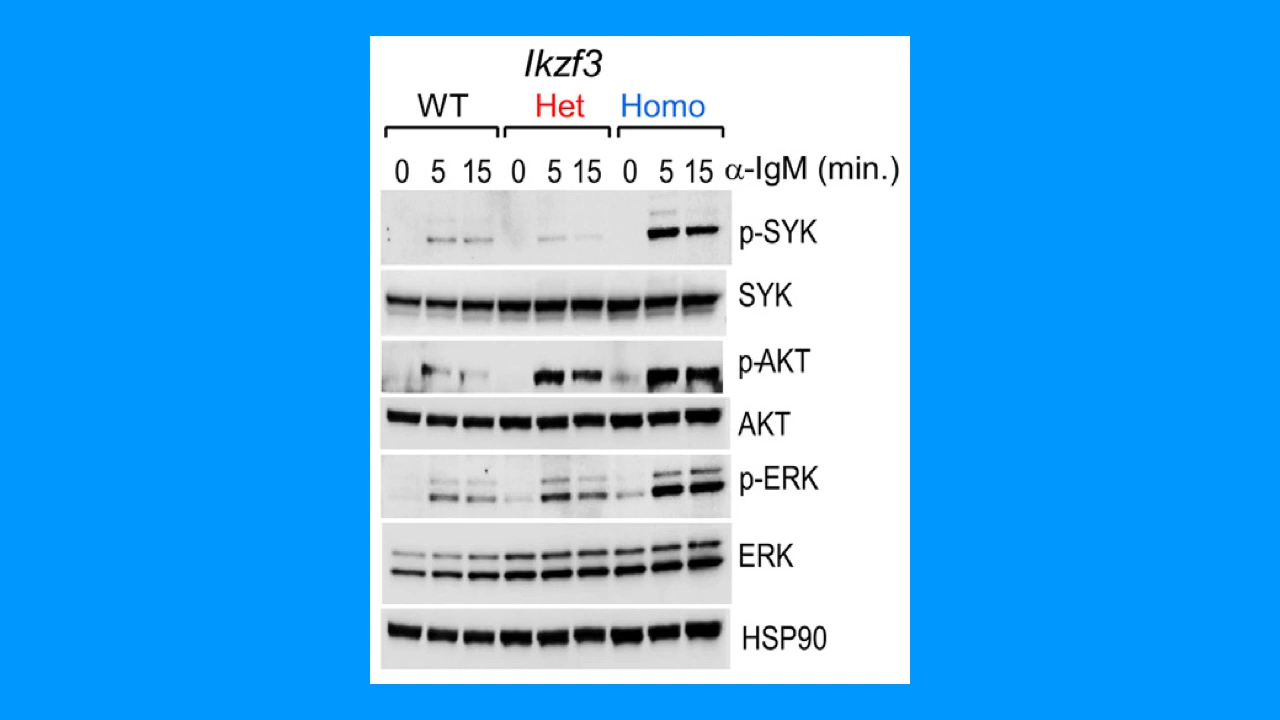 Ikzf3
WT Het Homo
0 5 15 0 5 15 0 5 15 α-IgM (min.)
p-SYK
SYK
p-AKT
AKT
p-ERK
ERK
HSP90